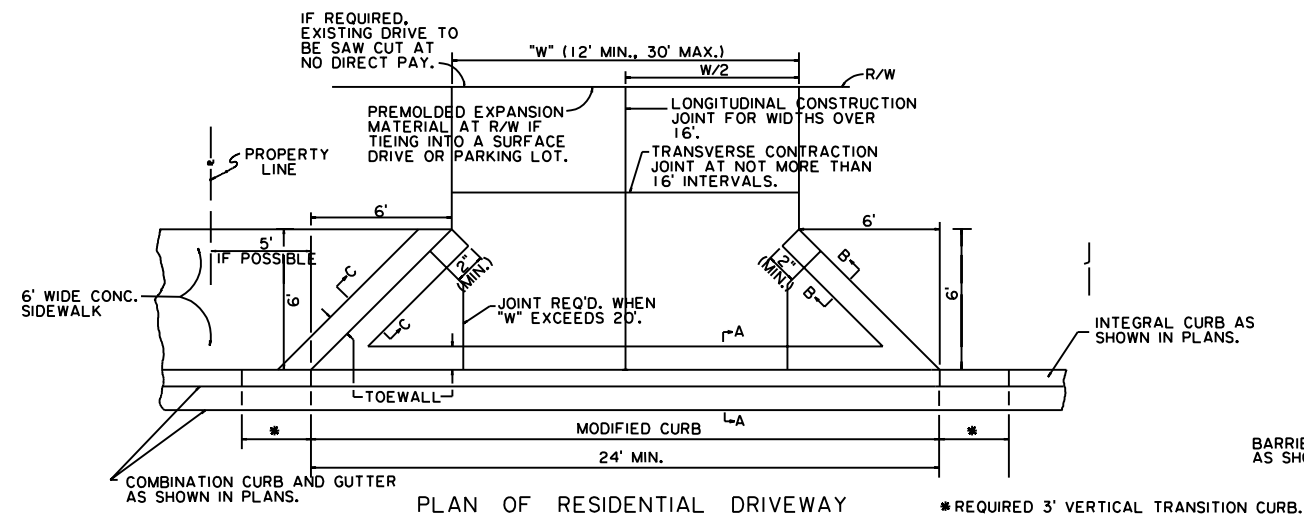 IF REQUIRED,
EXISTING DRIVE TO
BE SAW CUT AT
NO DIRECT PAY.
"W" (12' MIN., 30' MAX.)
W/2
R/W
PREMOLDED EXPANSION
MATERIAL AT R/W IF
TIEING INTO A SURFACE
DRIVE OR PARKING LOT.
LONGITUDINAL CONSTRUCTION
JOINT FOR WIDTHS OVER
16'.
TRANSVERSE CONTRACTION
JOINT AT NOT MORE THAN
16' INTERVALS.
PROPERTY
LINE
6'
6'
5'
IF POSSIBLE
6'
6'
6' WIDE CONC.
SIDEWALK
C
C
2"
(MIN.)
2"
(MIN.)
B
B
JOINT REQ'D. WHEN
"W" EXCEEDS 20'.
A
A
INTEGRAL CURB AS
SHOWN IN PLANS.
TOEWALL
*
MODIFIED CURB
*
24' MIN.
COMBINATION CURB AND GUTTER
AS SHOWN IN PLANS.
PLAN OF RESIDENTIAL DRIVEWAY
* REQUIRED 3' VERTICAL TRANSITION CURB.